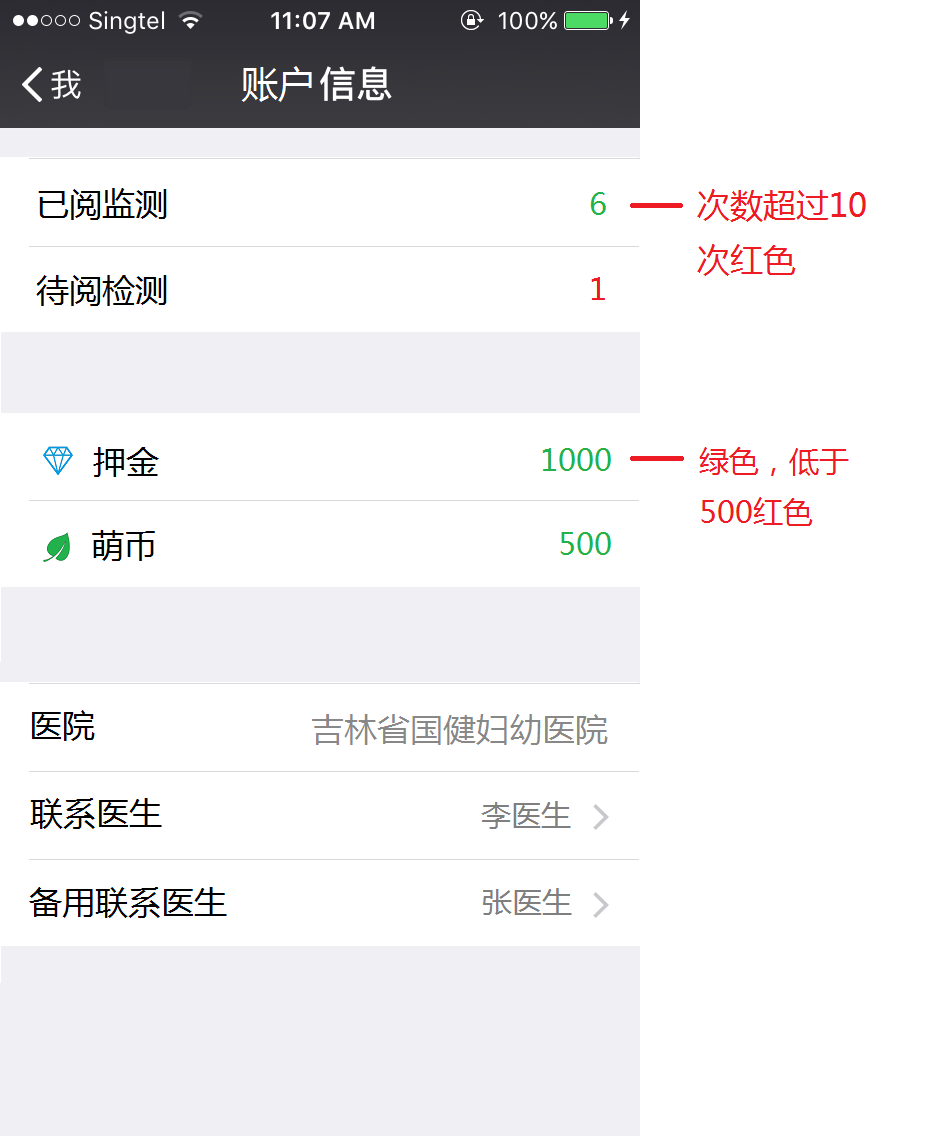 Singtel 11:07 AM 100%
我 账户信息
已阅监测 6 次数超过10
次红色
待阅检测 1
押金 1000 绿色，低于
500红色
萌币 500
医院 吉林省国健妇幼医院
联系医生 李医生
备用联系医生 张医生